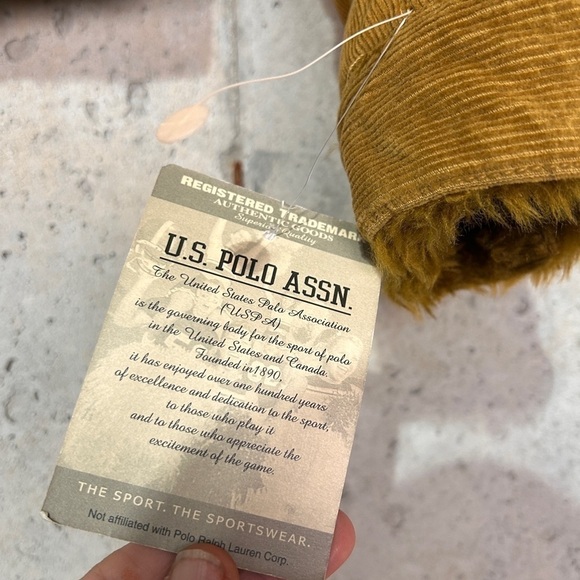 REGISTERED TRADEMAR
AUTHENTIC GOODS
Superior Quality
U.S. POLO ASSN.
The United States Polo Association
(USPA)
is the governing body for the sport of polo
in the United States and Canada.
Founded in1890,
it has enjoyed over one hundred years
of excellence and dedication to the sport,
to those who play it
and to those who appreciate the
excitement of the game.
THE SPORT. THE SPORTSWEAR.
Not affiliated with Polo Ralph Lauren Corp.